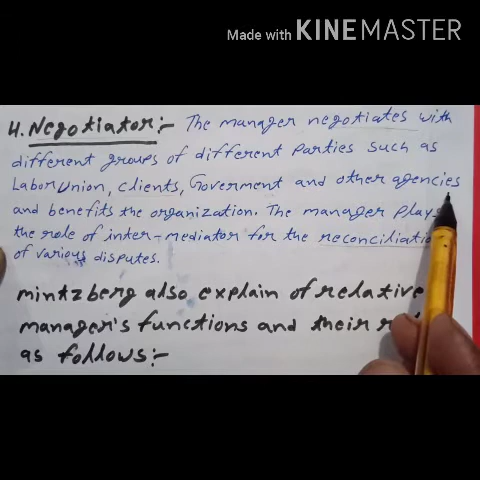 Made with KINEMASTER
4. Negotiator:- The manager negotiates with
different groups of different Parties such as
Labor Union, clients, Goverment and other agencies
and benefits the organization. The manager plays
the role of inter-mediator for the
of various disputes.
mintzberg also explain of relative
manager's functions and their
as follows:-